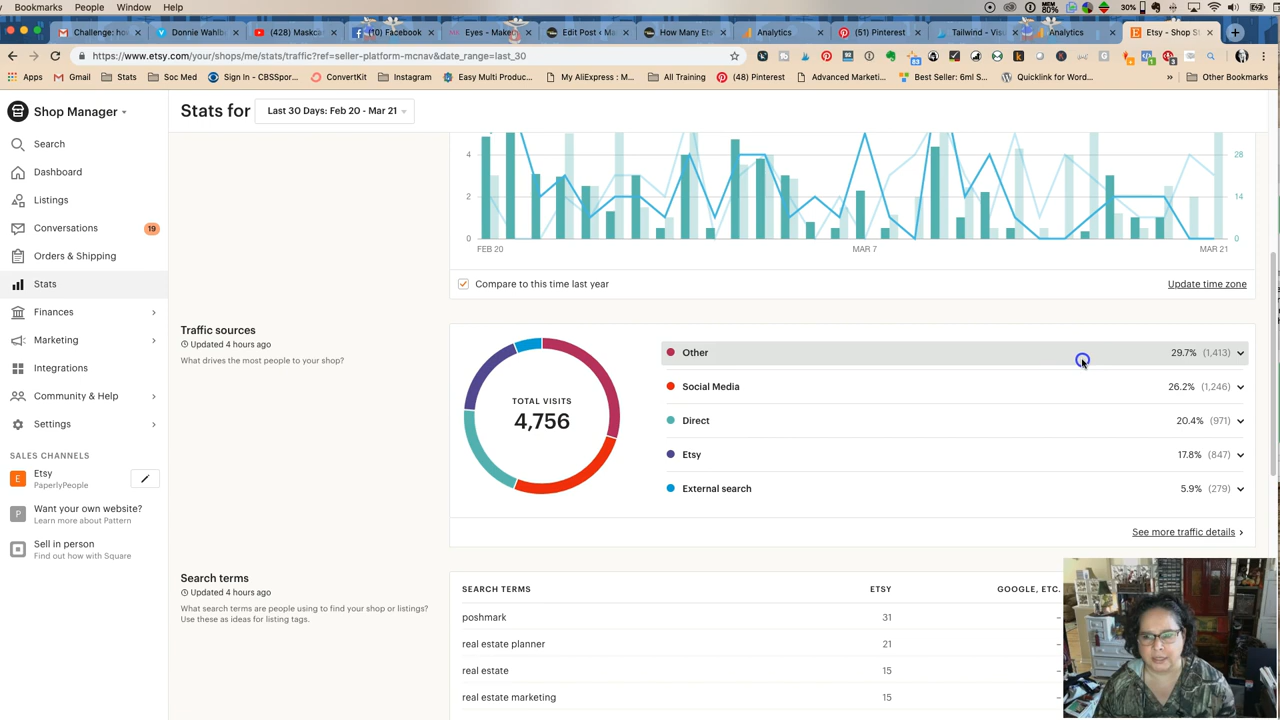 Bookmarks People Window Help
MEM 80% 30%
Challenge: ho Donnie Wahlb (428) Maskc (10) Facebook Eyes - Make Edit Post < M How Many Ets Analytics (51) Pinterest Tailwind - Vis Analytics Etsy - Shop St
https://www.etsy.com/your/shops/me/stats/traffic?ref=seller-platform-mcnav&date_range=last_30
Apps Gmail Stats Soc Med Sign In - CBSSpor... ConvertKit Instagram Easy Multi Produc... My AliExpress : M... All Training (48) Pinterest Advanced Marketi... Best Seller: 6ml S... Quicklink for Word... » Other Bookmarks
Shop Manager
Stats for Last 30 Days: Feb 20 - Mar 21
Search
Dashboard
Listings
Conversations 19
Orders & Shipping
Stats
Finances
Marketing
Integrations
Community & Help
Settings
SALES CHANNELS
Etsy
PaperlyPeople
Want your own website?
Learn more about Pattern
Sell in person
Find out how with Square
4 28
2 14
0 0
FEB 20 MAR 7 MAR 21
Compare to this time last year Update time zone
Traffic sources
Updated 4 hours ago
What drives the most people to your shop?
TOTAL VISITS
4,756
Other 29.7% (1,413)
Social Media 26.2% (1,246)
Direct 20.4% (971)
Etsy 17.8% (847)
External search 5.9% (279)
See more traffic details
Search terms
Updated 4 hours ago
What search terms are people using to find your shop or listings?
Use these as ideas for listing tags.
SEARCH TERMS ETSY GOOGLE, ETC.
poshmark 31 –
real estate planner 21 –
real estate 15 –
real estate marketing 15 –